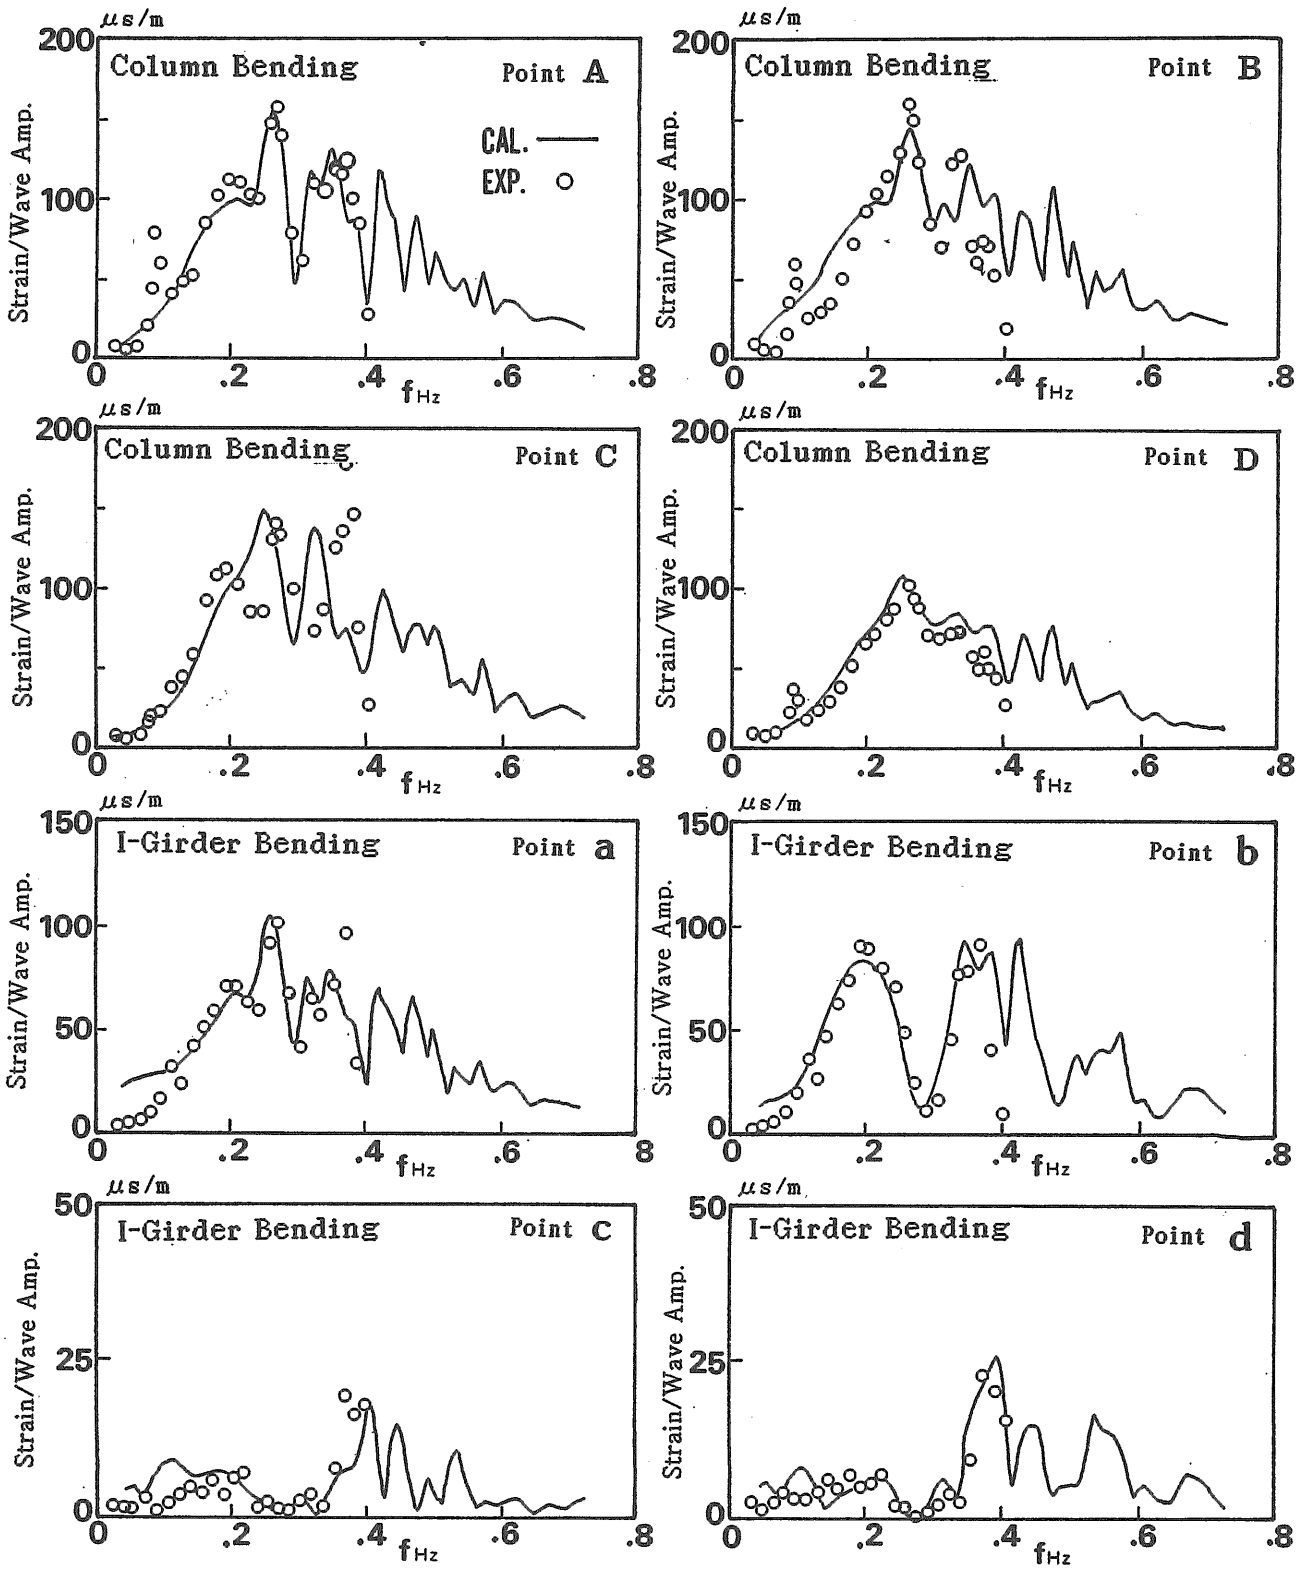 μs/m
200
Column Bending
Point A
CAL.
EXP.
Strain/Wave Amp.
100
0
0 .2 .4 .6 .8
fHz
μs/m
200
Column Bending
Point B
Strain/Wave Amp.
100
0
0 .2 .4 .6 .8
fHz
μs/m
200
Column Bending
Point C
Strain/Wave Amp.
100
0
0 .2 .4 .6 .8
fHz
200
Column Bending
Point D
Strain/Wave Amp.
100
0
0 .2 .4 .6 .8
fHz
μs/m
150
I-Girder Bending
Point a
Strain/Wave Amp.
100
50
0
0 .2 .4 .6 8
fHz
μs/m
150
I-Girder Bending
Point b
Strain/Wave Amp.
100
50
0
0 .2 .4 .6 .8
fHz
μs/m
50
I-Girder Bending
Point c
Strain/Wave Amp.
25
0
0 .2 .4 .6 .8
fHz
μs/m
50
I-Girder Bending
Point d
Strain/Wave Amp.
25
0
0 .2 .4 .6 .8
fHz